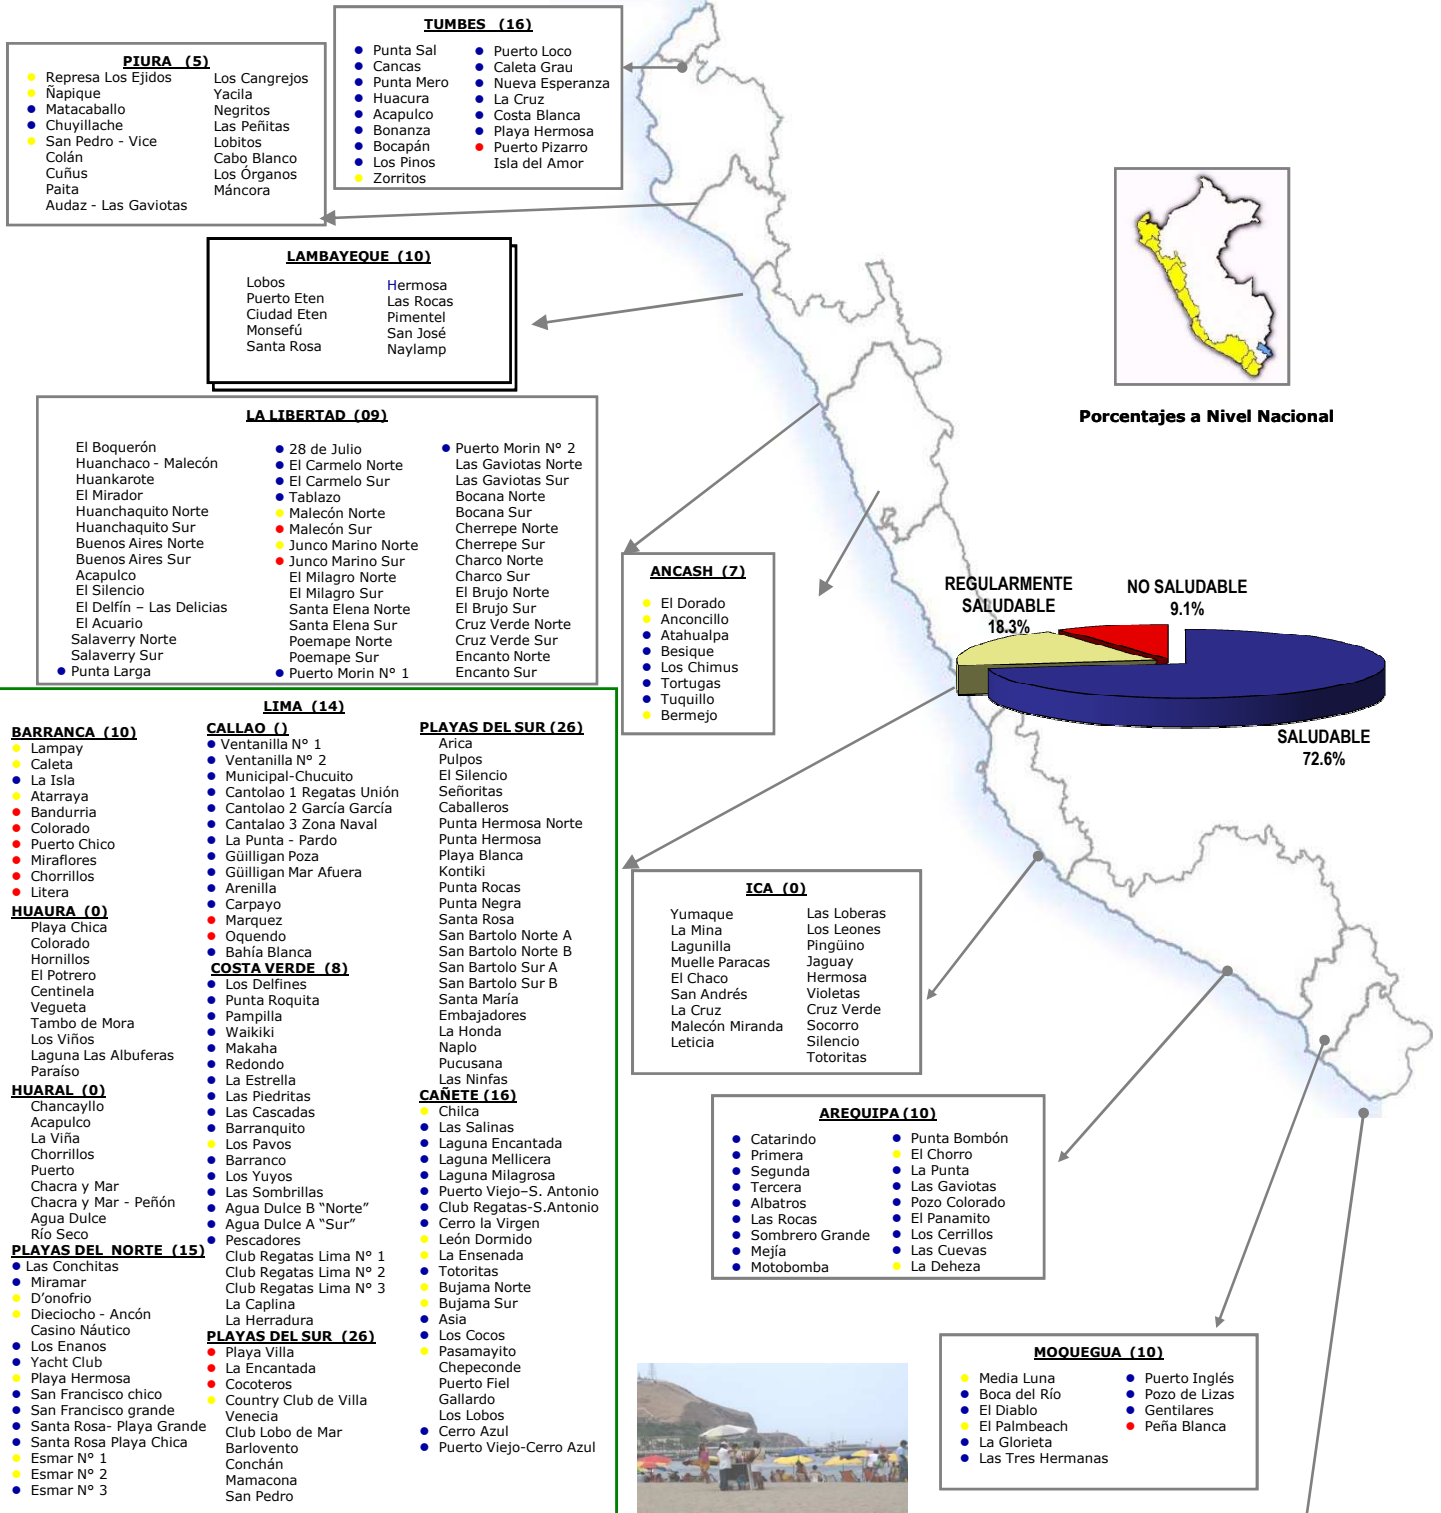 TUMBES (16)
Punta Sal
Cancas
Punta Mero
Huacura
Acapulco
Bonanza
Bocapán
Los Pinos
Zorritos
Puerto Loco
Caleta Grau
Nueva Esperanza
La Cruz
Costa Blanca
Playa Hermosa
Puerto Pizarro
Isla del Amor
PIURA (5)
Represa Los Ejidos
Ñapique
Matacaballo
Chuyillache
San Pedro - Vice
Colán
Cuñus
Paita
Audaz - Las Gaviotas
Los Cangrejos
Yacila
Negritos
Las Peñitas
Lobitos
Cabo Blanco
Los Órganos
Máncora
LAMBAYEQUE (10)
Lobos
Puerto Eten
Ciudad Eten
Monsefú
Santa Rosa
Hermosa
Las Rocas
Pimentel
San José
Naylamp
Porcentajes a Nivel Nacional
LA LIBERTAD (09)
El Boquerón
Huanchaco - Malecón
Huankarote
El Mirador
Huanchaquito Norte
Huanchaquito Sur
Buenos Aires Norte
Buenos Aires Sur
Acapulco
El Silencio
El Delfín – Las Delicias
El Acuario
Salaverry Norte
Salaverry Sur
Punta Larga
28 de Julio
El Carmelo Norte
El Carmelo Sur
Tablazo
Malecón Norte
Malecón Sur
Junco Marino Norte
Junco Marino Sur
El Milagro Norte
El Milagro Sur
Santa Elena Norte
Santa Elena Sur
Poemape Norte
Poemape Sur
Puerto Morin N° 1
Puerto Morin N° 2
Las Gaviotas Norte
Las Gaviotas Sur
Bocana Norte
Bocana Sur
Cherrepe Norte
Cherrepe Sur
Charco Norte
Charco Sur
El Brujo Norte
El Brujo Sur
Cruz Verde Norte
Cruz Verde Sur
Encanto Norte
Encanto Sur
ANCASH (7)
El Dorado
Anconcillo
Atahualpa
Besique
Los Chimus
Tortugas
Tuquillo
Bermejo
REGULARMENTE
SALUDABLE
18.3%
NO SALUDABLE
9.1%
SALUDABLE
72.6%
LIMA (14)
BARRANCA (10)
Lampay
Caleta
La Isla
Atarraya
Bandurria
Colorado
Puerto Chico
Miraflores
Chorrillos
Litera
HUAURA (0)
Playa Chica
Colorado
Hornillos
El Potrero
Centinela
Vegueta
Tambo de Mora
Los Viños
Laguna Las Albuferas
Paraíso
HUARAL (0)
Chancayllo
Acapulco
La Viña
Chorrillos
Puerto
Chacra y Mar
Chacra y Mar - Peñón
Agua Dulce
Río Seco
PLAYAS DEL NORTE (15)
Las Conchitas
Miramar
D'onofrio
Dieciocho - Ancón
Casino Náutico
Los Enanos
Yacht Club
Playa Hermosa
San Francisco chico
San Francisco grande
Santa Rosa- Playa Grande
Santa Rosa Playa Chica
Esmar N° 1
Esmar N° 2
Esmar N° 3
CALLAO ()
Ventanilla N° 1
Ventanilla N° 2
Municipal-Chucuito
Cantolao 1 Regatas Unión
Cantolao 2 García García
Cantalao 3 Zona Naval
La Punta - Pardo
Güilligan Poza
Güilligan Mar Afuera
Arenilla
Carpayo
Marquez
Oquendo
Bahía Blanca
COSTA VERDE (8)
Los Delfines
Punta Roquita
Pampilla
Waikiki
Makaha
Redondo
La Estrella
Las Piedritas
Las Cascadas
Barranquito
Los Pavos
Barranco
Los Yuyos
Las Sombrillas
Agua Dulce B “Norte”
Agua Dulce A “Sur”
Pescadores
Club Regatas Lima N° 1
Club Regatas Lima N° 2
Club Regatas Lima N° 3
La Caplina
La Herradura
PLAYAS DEL SUR (26)
Playa Villa
La Encantada
Cocoteros
Country Club de Villa
Venecia
Club Lobo de Mar
Barlovento
Conchán
Mamacona
San Pedro
PLAYAS DEL SUR (26)
Arica
Pulpos
El Silencio
Señoritas
Caballeros
Punta Hermosa Norte
Punta Hermosa
Playa Blanca
Kontiki
Punta Rocas
Punta Negra
Santa Rosa
San Bartolo Norte A
San Bartolo Norte B
San Bartolo Sur A
San Bartolo Sur B
Santa María
Embajadores
La Honda
Naplo
Pucusana
Las Ninfas
CAÑETE (16)
Chilca
Las Salinas
Laguna Encantada
Laguna Mellicera
Laguna Milagrosa
Puerto Viejo–S. Antonio
Club Regatas-S.Antonio
Cerro la Virgen
León Dormido
La Ensenada
Totoritas
Bujama Norte
Bujama Sur
Asia
Los Cocos
Pasamayito
Chepeconde
Puerto Fiel
Gallardo
Los Lobos
Cerro Azul
Puerto Viejo-Cerro Azul
ICA (0)
Yumaque
La Mina
Lagunilla
Muelle Paracas
El Chaco
San Andrés
La Cruz
Malecón Miranda
Leticia
Las Loberas
Los Leones
Pingüino
Jaguay
Hermosa
Violetas
Cruz Verde
Socorro
Silencio
Totoritas
AREQUIPA (10)
Catarindo
Primera
Segunda
Tercera
Albatros
Las Rocas
Sombrero Grande
Mejía
Motobomba
Punta Bombón
El Chorro
La Punta
Las Gaviotas
Pozo Colorado
El Panamito
Los Cerrillos
Las Cuevas
La Deheza
MOQUEGUA (10)
Media Luna
Boca del Río
El Diablo
El Palmbeach
La Glorieta
Las Tres Hermanas
Puerto Inglés
Pozo de Lizas
Gentilares
Peña Blanca